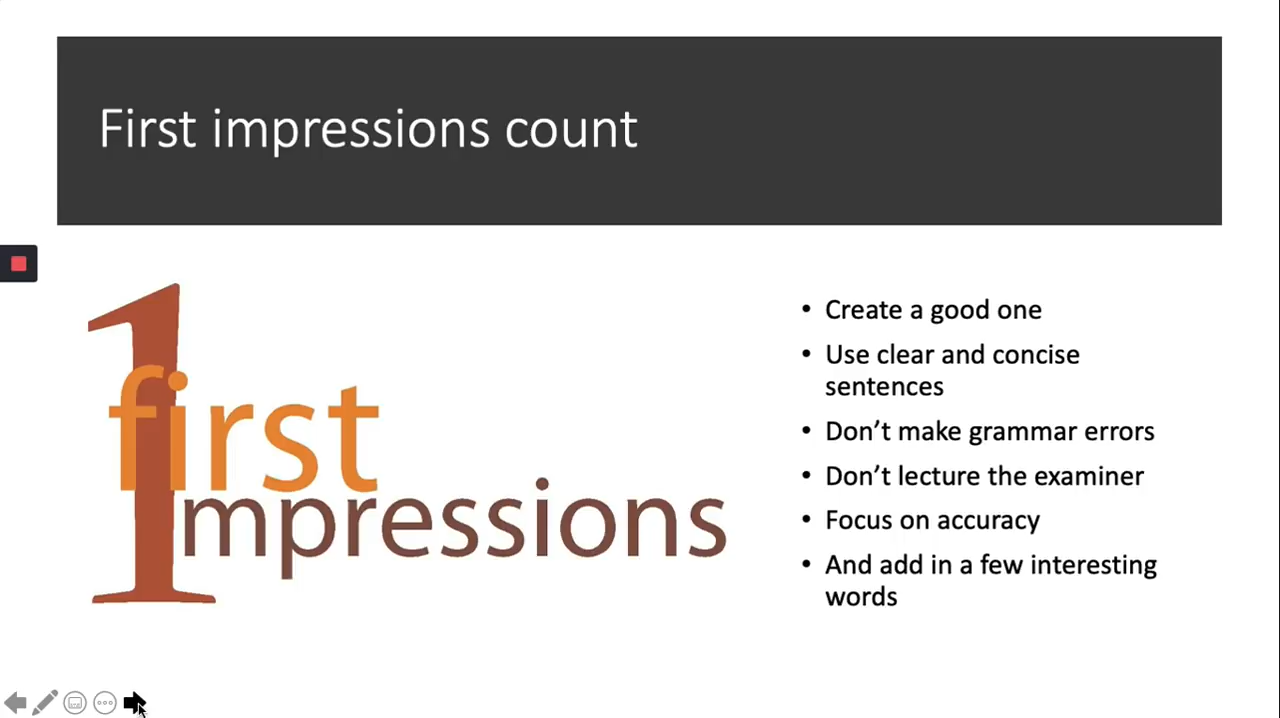 First impressions count
1
first
impressions
• Create a good one
• Use clear and concise
sentences
• Don’t make grammar errors
• Don’t lecture the examiner
• Focus on accuracy
• And add in a few interesting
words